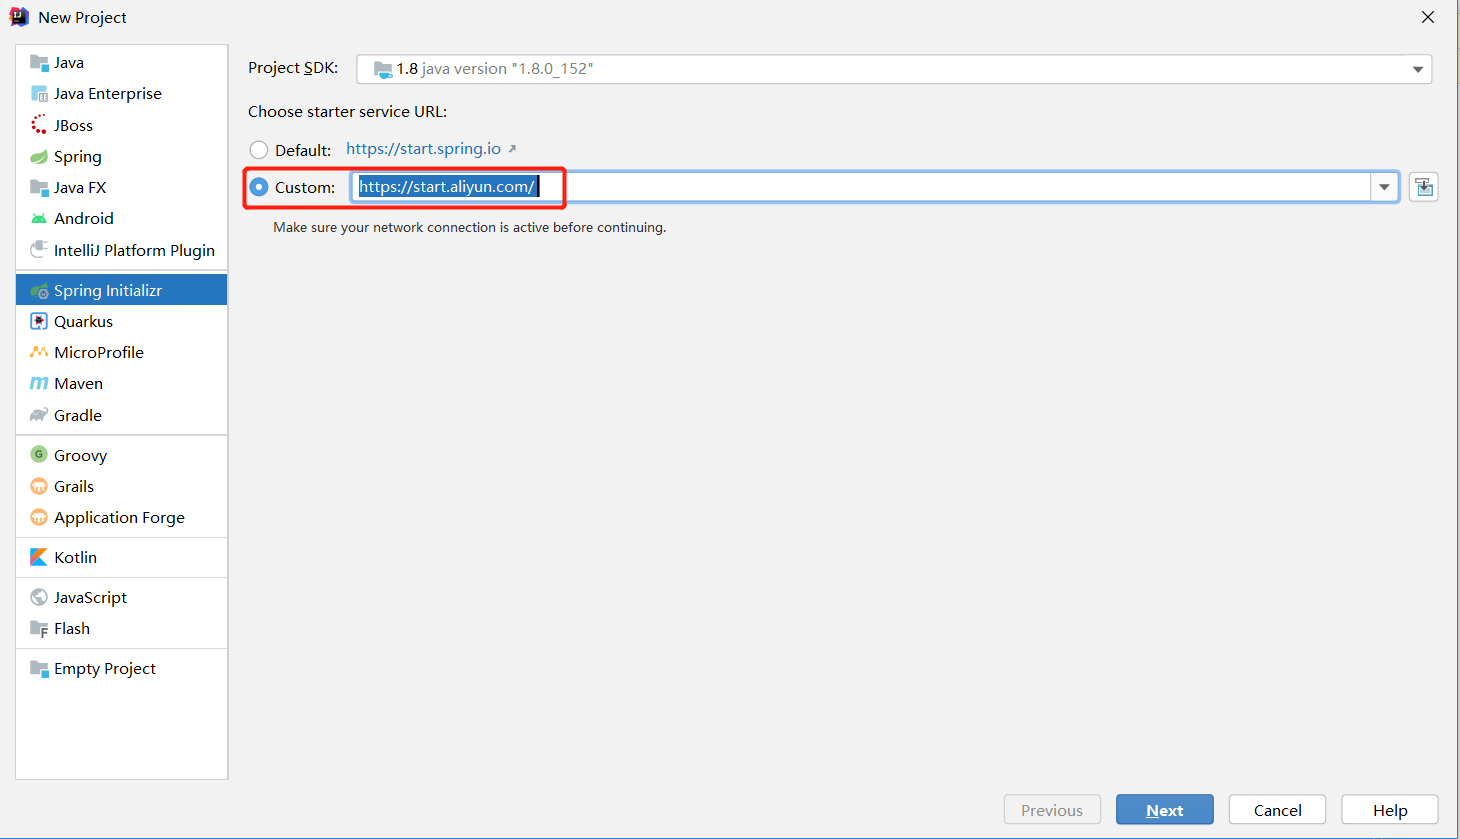 New Project
Java
Java Enterprise
JBoss
Spring
Java FX
Android
IntelliJ Platform Plugin
Spring Initializr
Quarkus
MicroProfile
Maven
Gradle
Groovy
Grails
Application Forge
Kotlin
JavaScript
Flash
Empty Project
Project SDK: 1.8 java version "1.8.0_152"
Choose starter service URL:
Default: https://start.spring.io
Custom: https://start.aliyun.com/
Make sure your network connection is active before continuing.
Previous Next Cancel Help